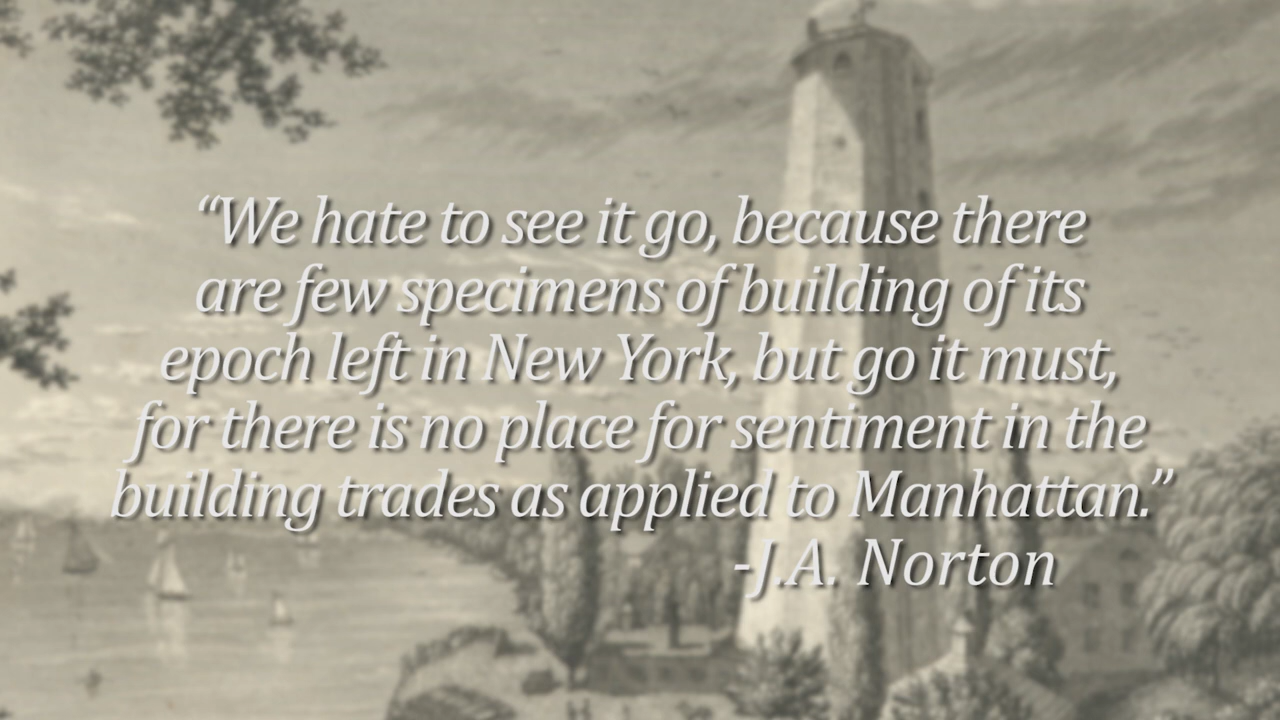 “We hate to see it go, because there
are few specimens of building of its
epoch left in New York, but go it must,
for there is no place for sentiment in the
building trades as applied to Manhattan.”
-J.A. Norton